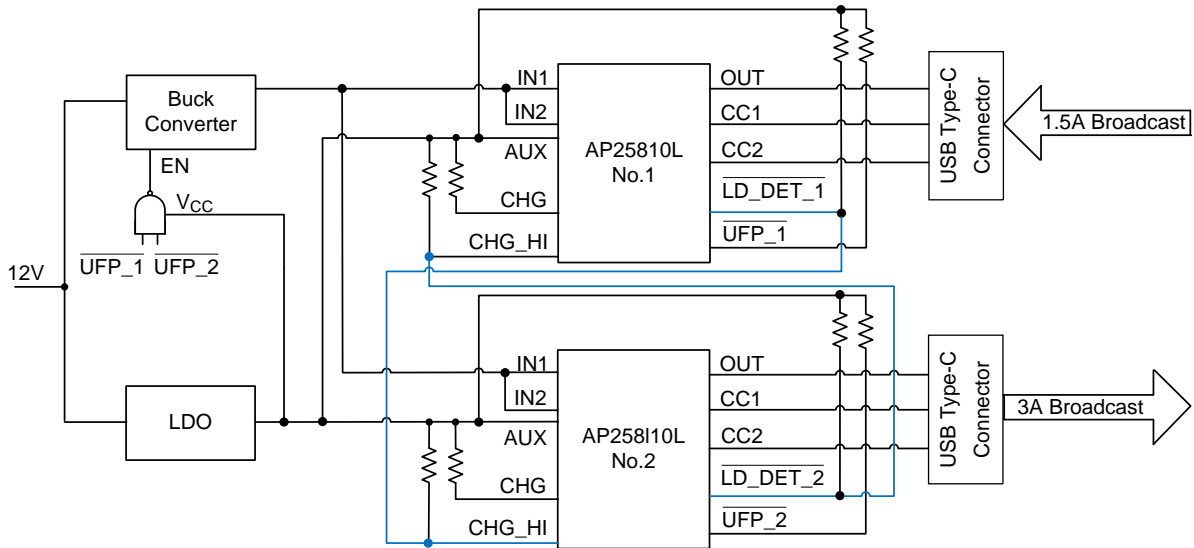 Buck
Converter
EN
VCC
UFP_1 UFP_2
12V
LDO
IN1
IN2
AUX
CHG
CHG_HI
AP25810L
No.1
OUT
CC1
CC2
LD_DET_1
UFP_1
USB Type-C
Connector
1.5A Broadcast
IN1
IN2
AUX
CHG
CHG_HI
AP258l10L
No.2
OUT
CC1
CC2
LD_DET_2
UFP_2
USB Type-C
Connector
3A Broadcast